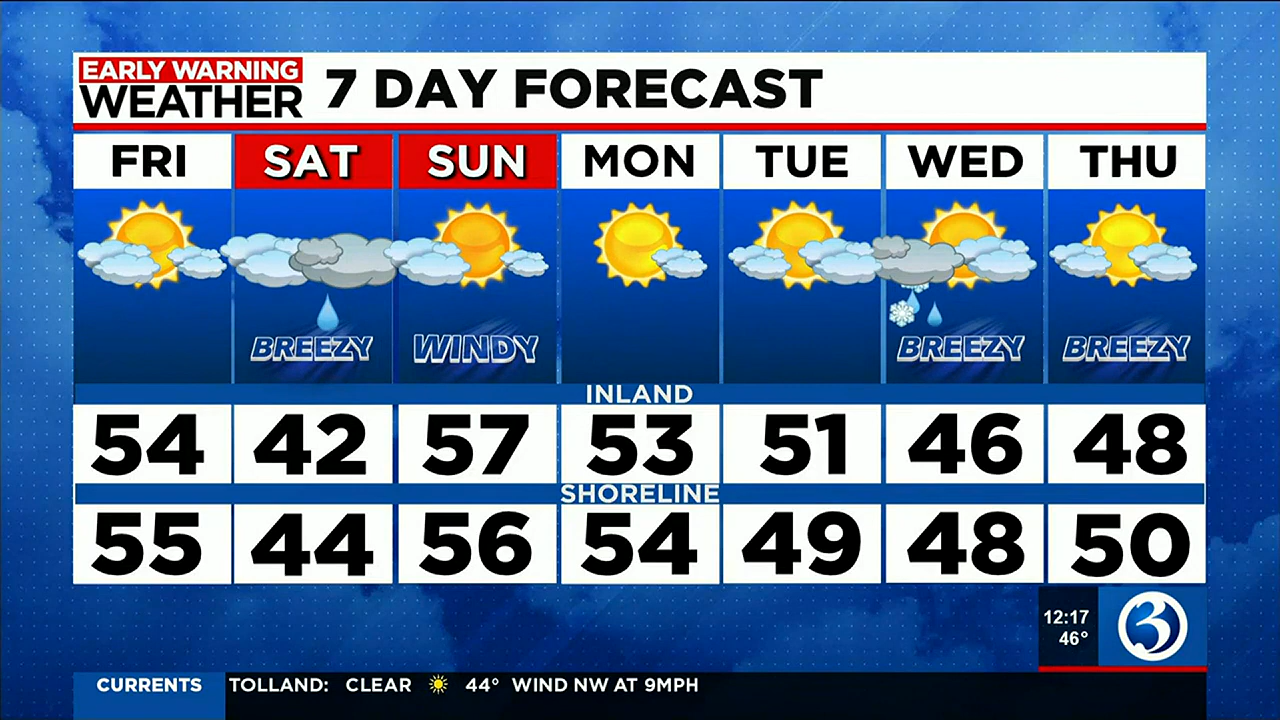 EARLY WARNING
WEATHER
7 DAY FORECAST
FRI SAT SUN MON TUE WED THU
BREEZY WINDY BREEZY BREEZY
INLAND
54 42 57 53 51 46 48
SHORELINE
55 44 56 54 49 48 50
12:17
46°
3
CURRENTS TOLLAND: CLEAR 44° WIND NW AT 9MPH